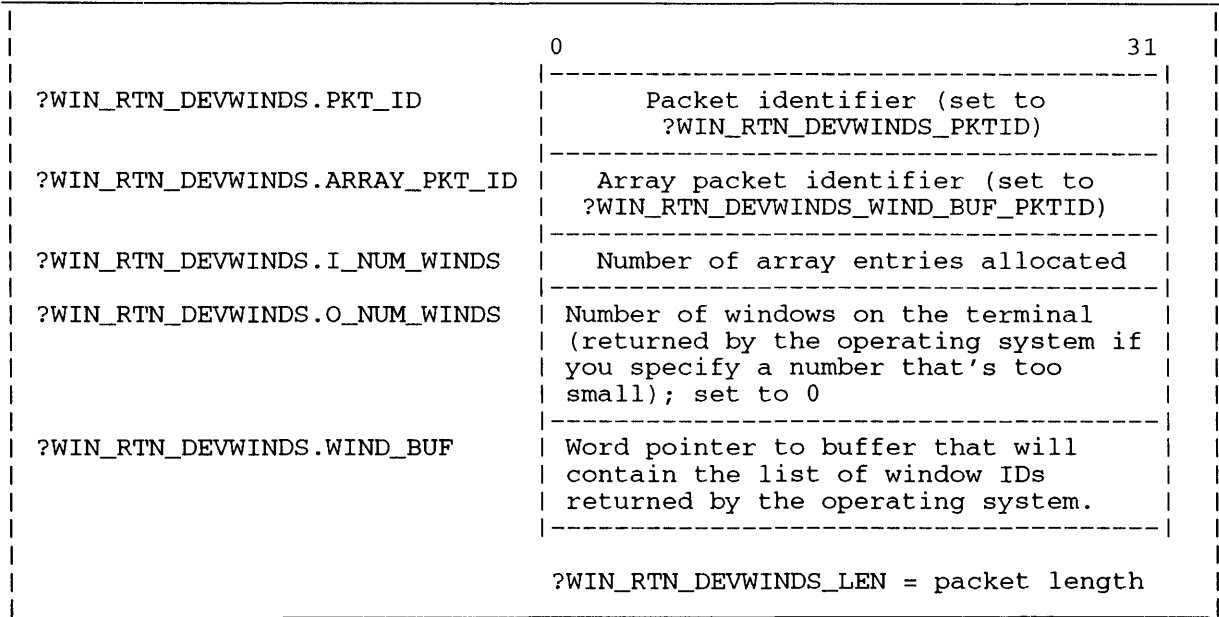 0 31
?WIN_RTN_DEVWINDS.PKT_ID Packet identifier (set to
?WIN_RTN_DEVWINDS_PKTID)
?WIN_RTN_DEVWINDS.ARRAY_PKT_ID Array packet identifier (set to
?WIN_RTN_DEVWINDS_WIND_BUF_PKTID)
?WIN_RTN_DEVWINDS.I_NUM_WINDS Number of array entries allocated
?WIN_RTN_DEVWINDS.O_NUM_WINDS Number of windows on the terminal
(returned by the operating system if
you specify a number that's too
small); set to 0
?WIN_RTN_DEVWINDS.WIND_BUF Word pointer to buffer that will
contain the list of window IDs
returned by the operating system.
?WIN_RTN_DEVWINDS_LEN = packet length